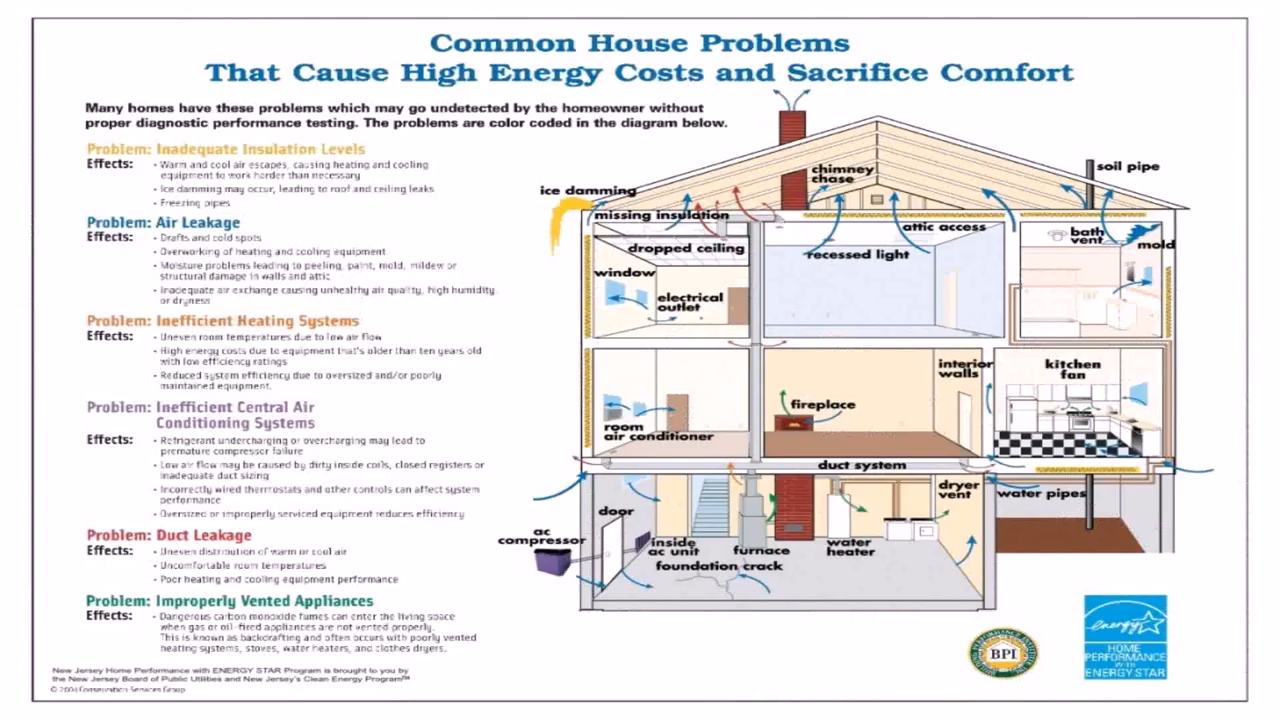 Common House Problems
That Cause High Energy Costs and Sacrifice Comfort
Many homes have these problems which may go undetected by the homeowner without
proper diagnostic performance testing. The problems are color coded in the diagram below.
Problem: Inadequate Insulation Levels
Effects: • Warm and cool air escapes, causing heating and cooling
equipment to work harder than necessary
• Ice damming may occur, leading to roof and ceiling leaks
• Freezing pipes
Problem: Air Leakage
Effects: • Drafts and cold spots
• Overworking of heating and cooling equipment
• Moisture problems leading to peeling, paint, mold, mildew or
structural damage in walls and attic
• Inadequate air exchange causing unhealthy air quality, high humidity,
or dryness
Problem: Inefficient Heating Systems
Effects: • Uneven room temperatures due to low air flow
• High energy costs due to equipment that's older than ten years old
with low efficiency ratings
• Reduced system efficiency due to oversized and/or poorly
maintained equipment.
Problem: Inefficient Central Air
Conditioning Systems
Effects: • Refrigerant undercharging or overcharging may lead to
premature compressor failure
• Low air flow may be caused by dirty inside coils, closed registers or
inadequate duct sizing
• Incorrectly wired thermostats and other controls can affect system
performance
• Oversized or improperly serviced equipment reduces efficiency
Problem: Duct Leakage
Effects: • Uneven distribution of warm or cool air
• Uncomfortable room temperatures
• Poor heating and cooling equipment performance
Problem: Improperly Vented Appliances
Effects: • Dangerous carbon monoxide fumes can enter the living space
when gas or oil-fired appliances are not vented properly.
This is known as backdrafting and often occurs with poorly vented
heating systems, stoves, water heaters, and clothes dryers.
New Jersey Home Performance with ENERGY STAR Program is brought to you by
the New Jersey Board of Public Utilities and New Jersey's Clean Energy Program™
© 2004 Conservation Services Group
chimney
chase
soil pipe
ice damming
missing insulation
attic access
bath
vent
mold
dropped ceiling
recessed light
window
electrical
outlet
interior
walls
kitchen
fan
fireplace
room
air conditioner
duct system
dryer
vent
water pipes
door
ac
compressor
inside
ac unit
furnace
water
heater
foundation crack
BPI
energy
HOME
PERFORMANCE
WITH
ENERGY STAR